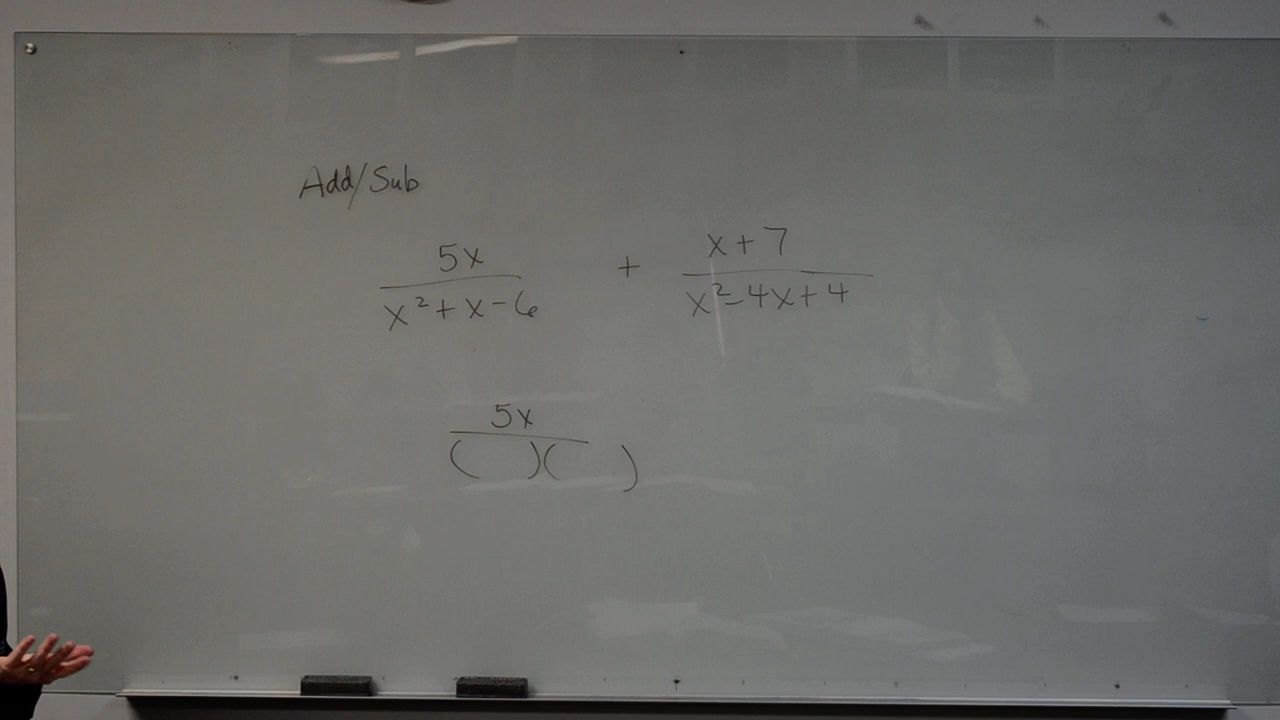 Add/Sub
5x / x² + x - 6 + x + 7 / x² - 4x + 4
5x / ( )( )